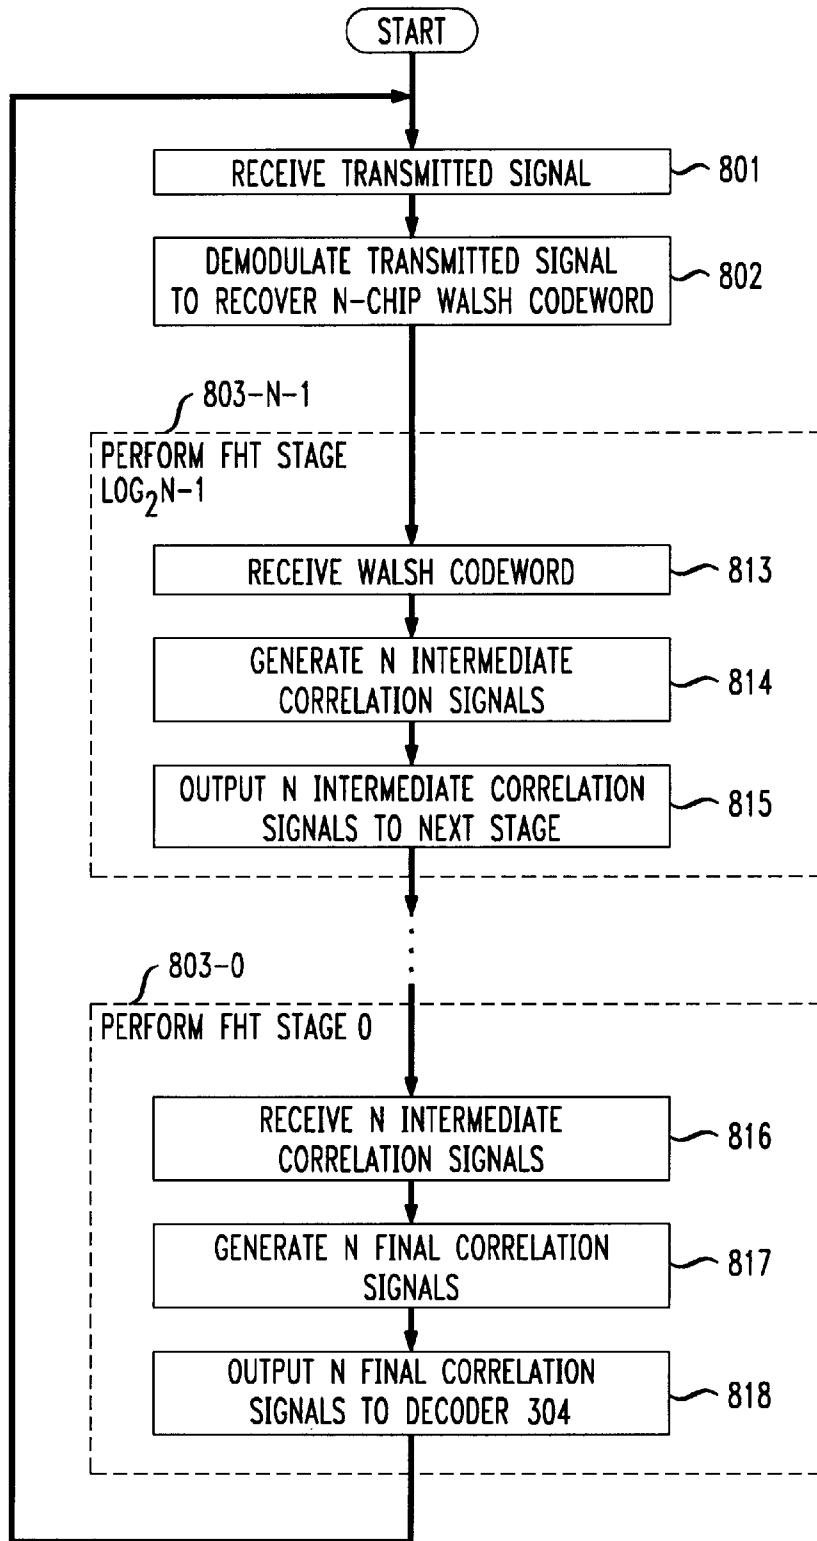 START
RECEIVE TRANSMITTED SIGNAL
801
DEMODULATE TRANSMITTED SIGNAL
TO RECOVER N-CHIP WALSH CODEWORD
802
803-N-1
PERFORM FHT STAGE
LOG2N-1
RECEIVE WALSH CODEWORD
813
GENERATE N INTERMEDIATE
CORRELATION SIGNALS
814
OUTPUT N INTERMEDIATE CORRELATION
SIGNALS TO NEXT STAGE
815
803-0
PERFORM FHT STAGE 0
RECEIVE N INTERMEDIATE
CORRELATION SIGNALS
816
GENERATE N FINAL CORRELATION
SIGNALS
817
OUTPUT N FINAL CORRELATION
SIGNALS TO DECODER 304
818